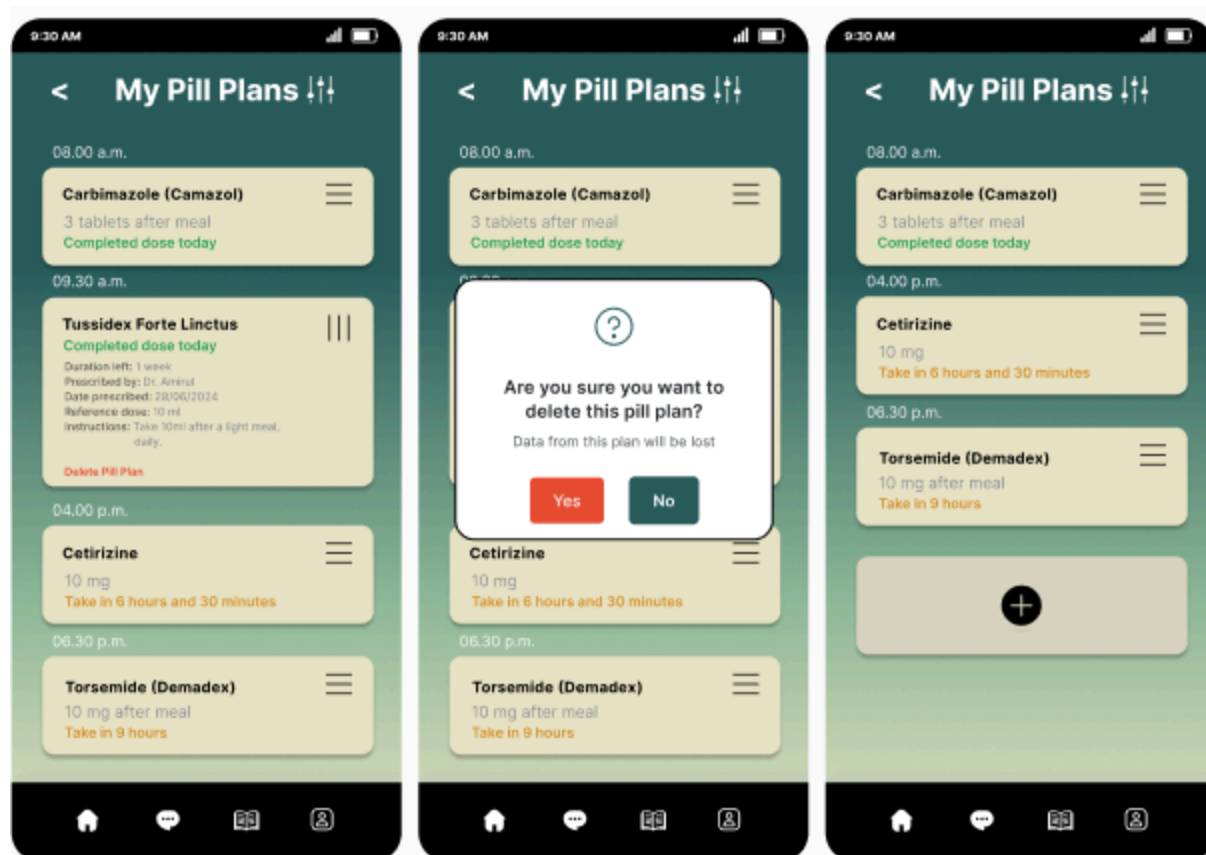 9:30 AM
< My Pill Plans
08.00 a.m.
Carbimazole (Camazol)
3 tablets after meal
Completed dose today
09.30 a.m.
Tussidex Forte Linctus
Completed dose today
Duration left: 1 week
Prescribed by: Dr. Amirul
Date prescribed: 28/06/2024
Reference dose: 10 ml
Instructions: Take 10ml after a light meal,
daily.
Delete Pill Plan
04.00 p.m.
Cetirizine
10 mg
Take in 6 hours and 30 minutes
06.30 p.m.
Torsemide (Demadex)
10 mg after meal
Take in 9 hours
9:30 AM
< My Pill Plans
08.00 a.m.
Carbimazole (Camazol)
3 tablets after meal
Completed dose today
?
Are you sure you want to
delete this pill plan?
Data from this plan will be lost
Yes No
Cetirizine
10 mg
Take in 6 hours and 30 minutes
06.30 p.m.
Torsemide (Demadex)
10 mg after meal
Take in 9 hours
9:30 AM
< My Pill Plans
08.00 a.m.
Carbimazole (Camazol)
3 tablets after meal
Completed dose today
04.00 p.m.
Cetirizine
10 mg
Take in 6 hours and 30 minutes
06.30 p.m.
Torsemide (Demadex)
10 mg after meal
Take in 9 hours
+